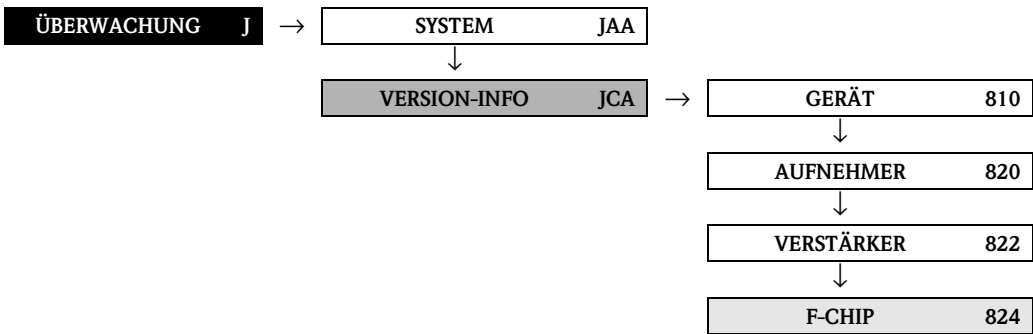 ÜBERWACHUNG J → SYSTEM JAA
↓
VERSION-INFO JCA → GERÄT 810
↓
AUFNEHMER 820
↓
VERSTÄRKER 822
↓
F-CHIP 824